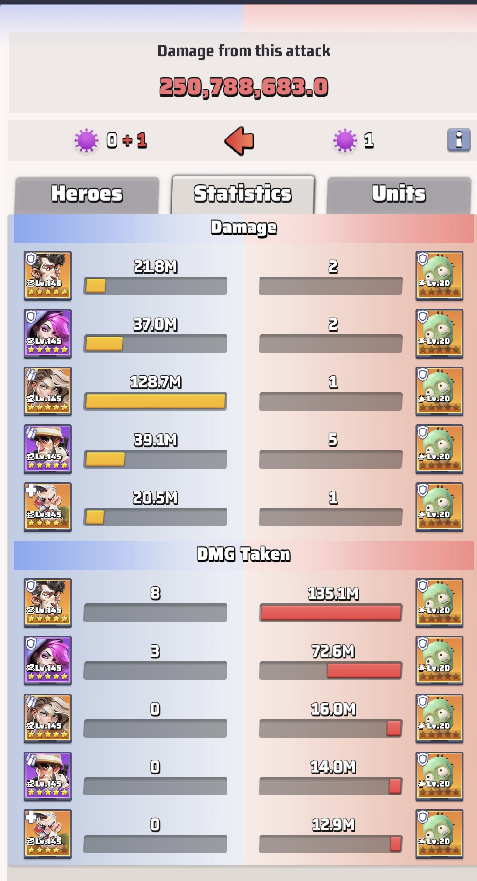 Damage from this attack
250,788,683.0
0 + 1
1
i
Heroes Statistics Units
Damage
Lv.145 21.8M 2 Lv.20
Lv.145 37.0M 2 Lv.20
Lv.145 128.7M 1 Lv.20
Lv.145 39.1M 5 Lv.20
Lv.145 20.5M 1 Lv.20
DMG Taken
Lv.145 8 135.1M Lv.20
Lv.145 3 72.6M Lv.20
Lv.145 0 16.0M Lv.20
Lv.145 0 14.0M Lv.20
Lv.145 0 12.9M Lv.20